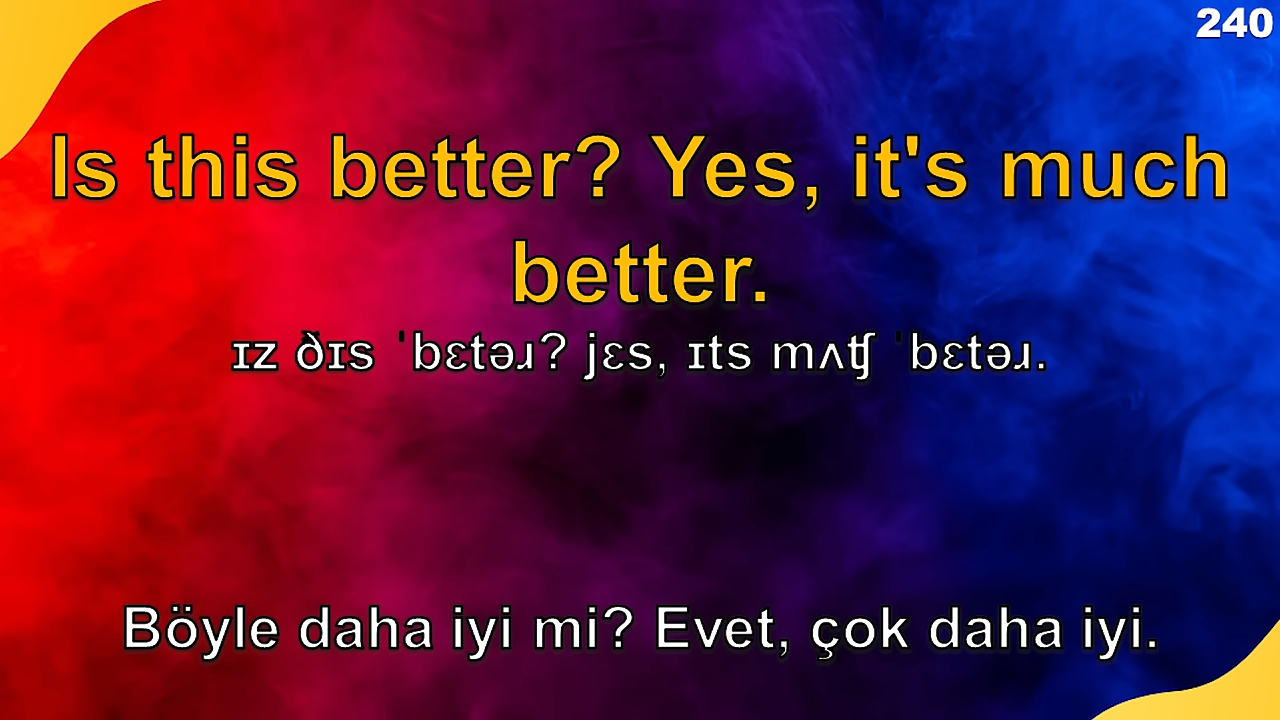 240
Is this better? Yes, it's much
better.
ɪz ðɪs ˈbɛtəɹ? jɛs, ɪts mʌʧ ˈbɛtəɹ.
Böyle daha iyi mi? Evet, çok daha iyi.